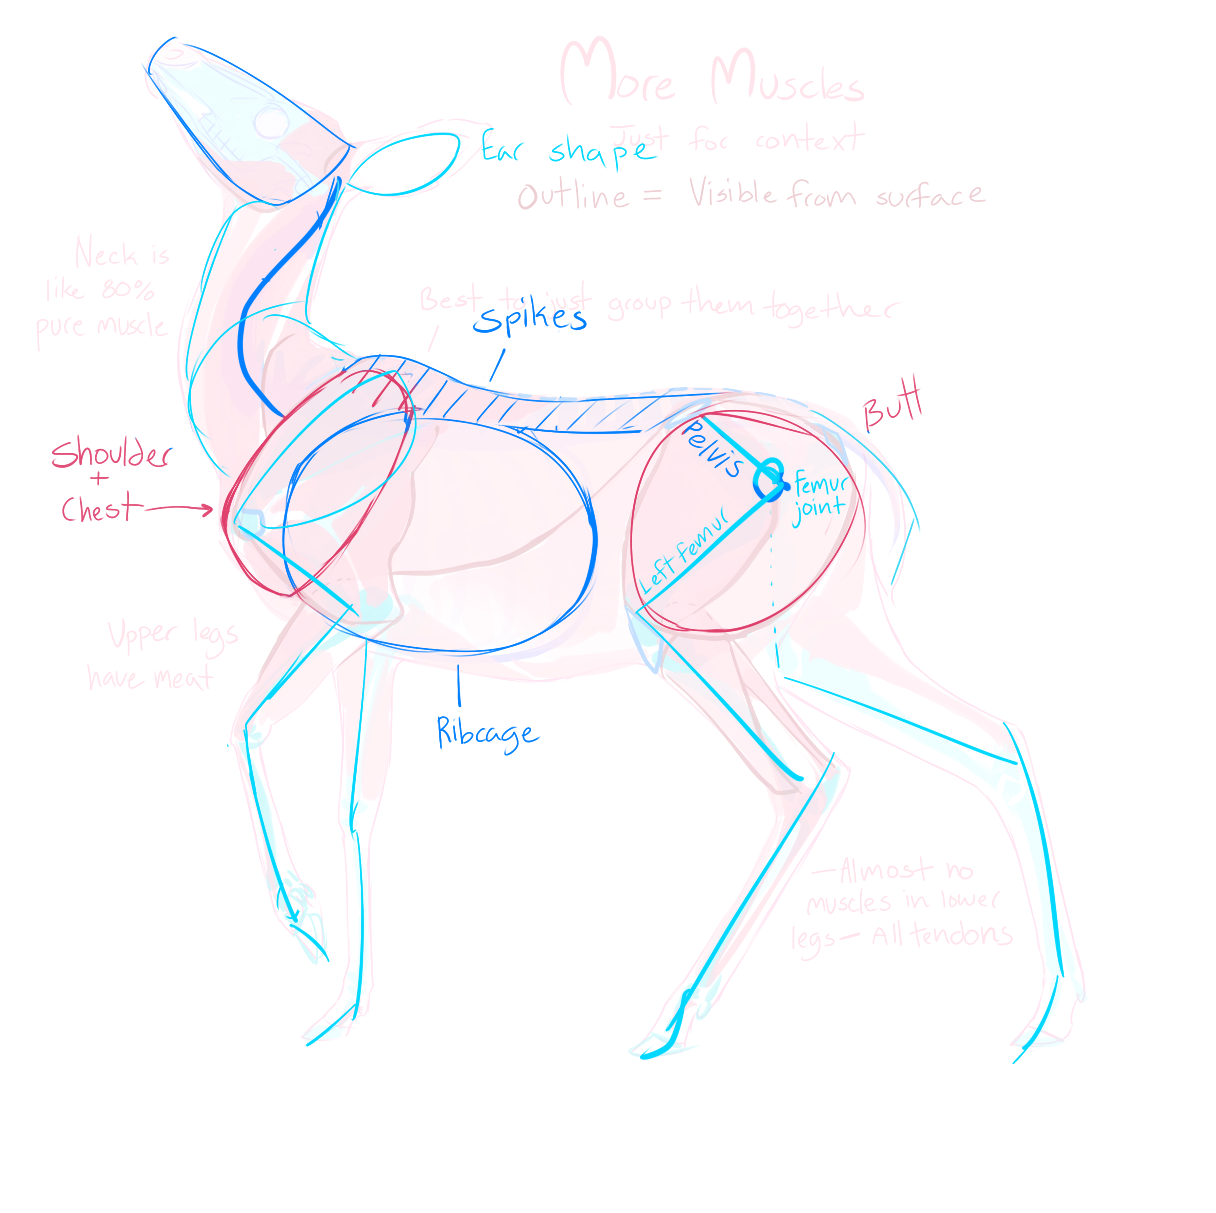 More Muscles
Just for context
Ear shape
Outline = Visible from surface
Neck is
like 80%
pure muscle
Best to just group them together
Spikes
Butt
Shoulder
+
Chest
Pelvis
Femur
joint
Left Femur
Upper legs
have meat
Ribcage
— Almost no
muscles in lower
legs — All tendons